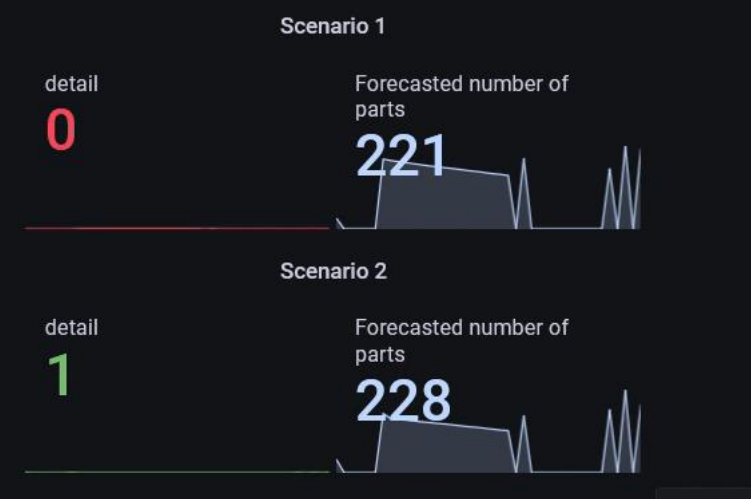 Scenario 1
detail
0
Forecasted number of
parts
221
Scenario 2
detail
1
Forecasted number of
parts
228